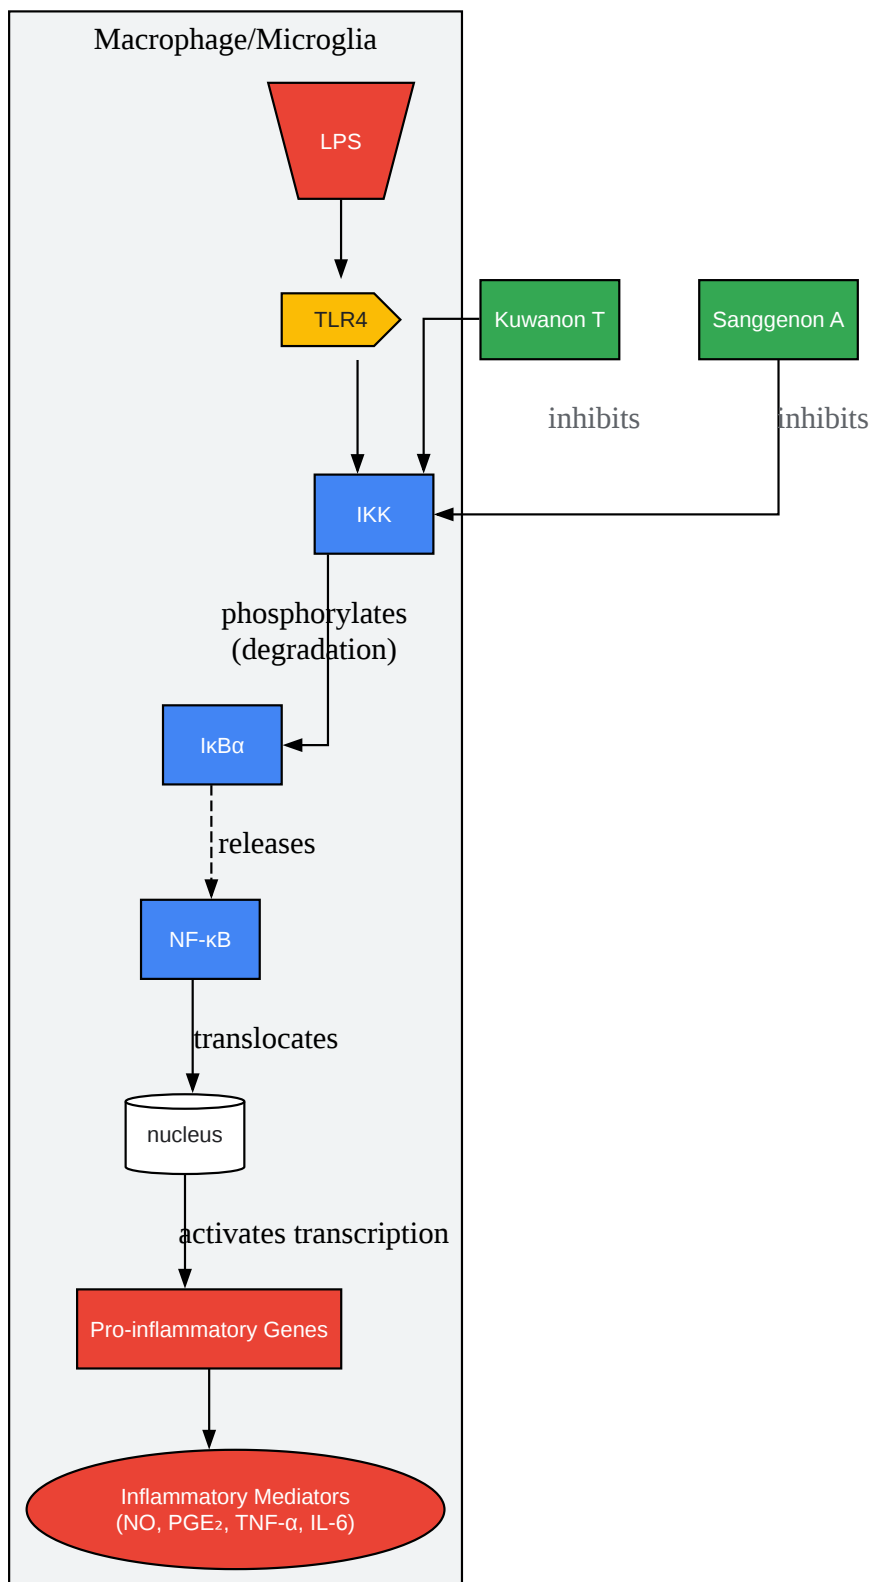 Macrophage/Microglia
LPS
TLR4
Kuwanon T
Sanggenon A
inhibits
inhibits
IKK
phosphorylates
(degradation)
IκBα
releases
NF-κB
translocates
nucleus
activates transcription
Pro-inflammatory Genes
Inflammatory Mediators
(NO, PGE₂, TNF-α, IL-6)